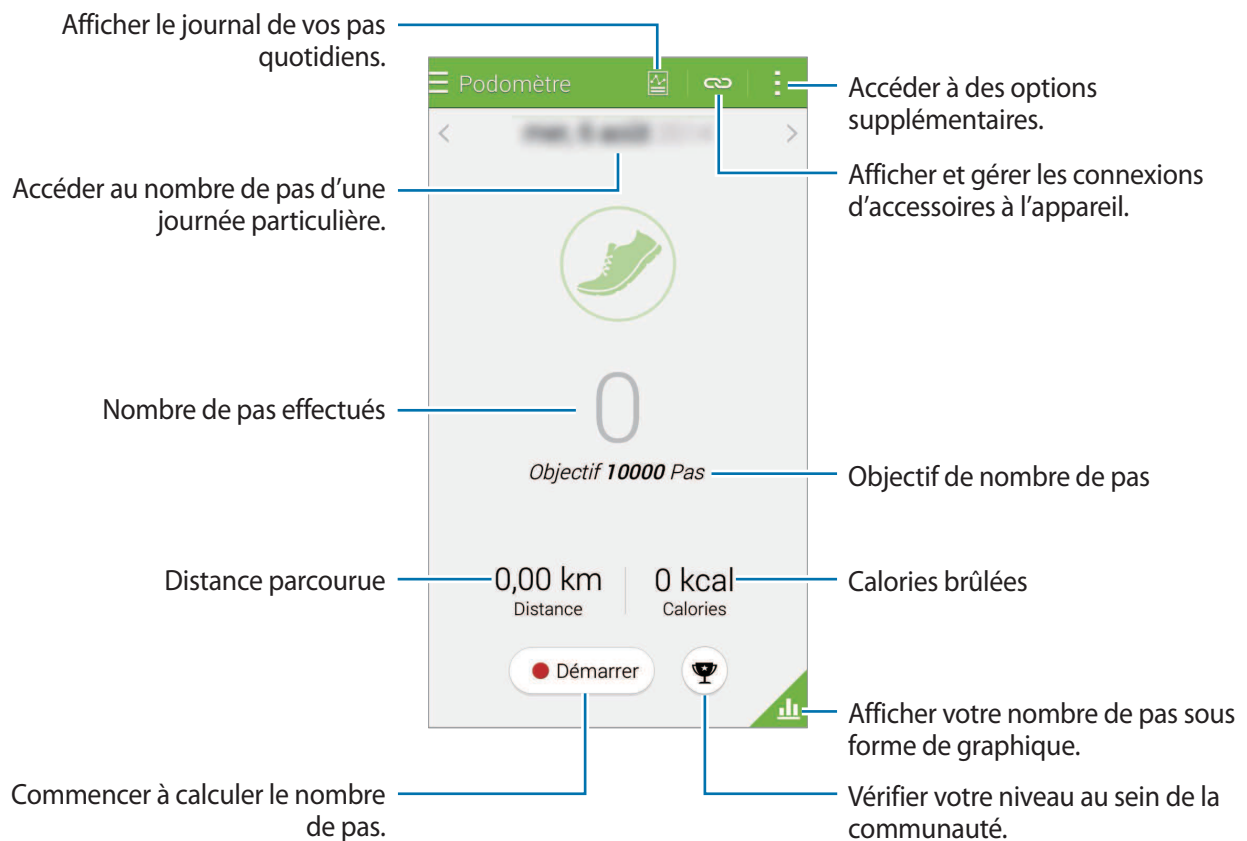 Afficher le journal de vos pas
quotidiens.
Podomètre
Accéder à des options
supplémentaires.
Accéder au nombre de pas d’une
journée particulière.
Afficher et gérer les connexions
d’accessoires à l’appareil.
Nombre de pas effectués
0
Objectif 10000 Pas
Objectif de nombre de pas
Distance parcourue
0,00 km
Distance
0 kcal
Calories
Calories brûlées
Démarrer
Afficher votre nombre de pas sous
forme de graphique.
Commencer à calculer le nombre
de pas.
Vérifier votre niveau au sein de la
communauté.